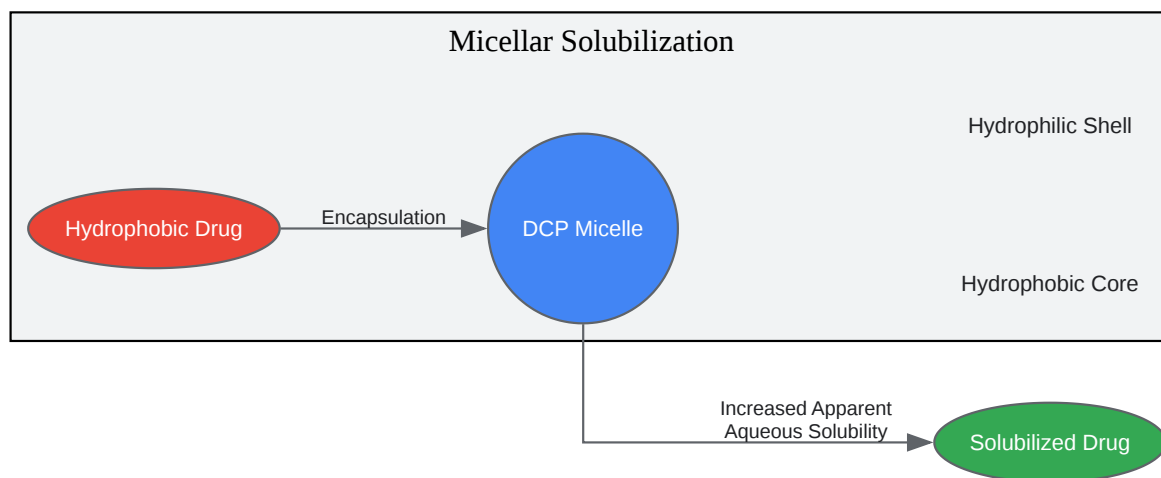 Micellar Solubilization
Hydrophilic Shell
Hydrophobic Drug
Encapsulation
DCP Micelle
Hydrophobic Core
Increased Apparent
Aqueous Solubility
Solubilized Drug